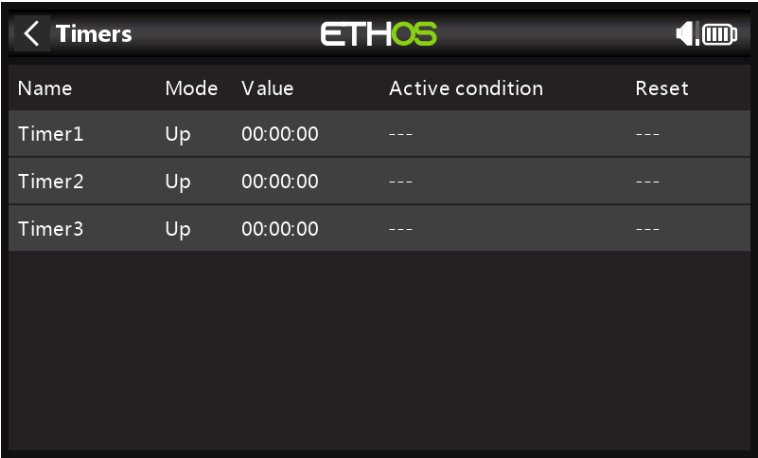 Timers ETHOS
Name Mode Value Active condition Reset
Timer1 Up 00:00:00 --- ---
Timer2 Up 00:00:00 --- ---
Timer3 Up 00:00:00 --- ---